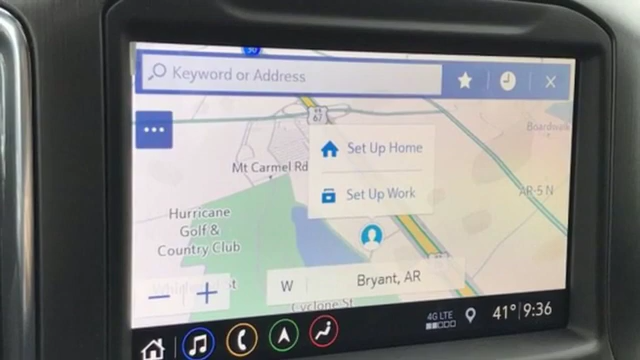 Keyword or Address
67
Boardwalk
Set Up Home
Mt Carmel Rd
Set Up Work
AR-5 N
Hurricane
Golf &
Country Club
W
Bryant, AR
Cyclone St
4G LTE
41° 9:36